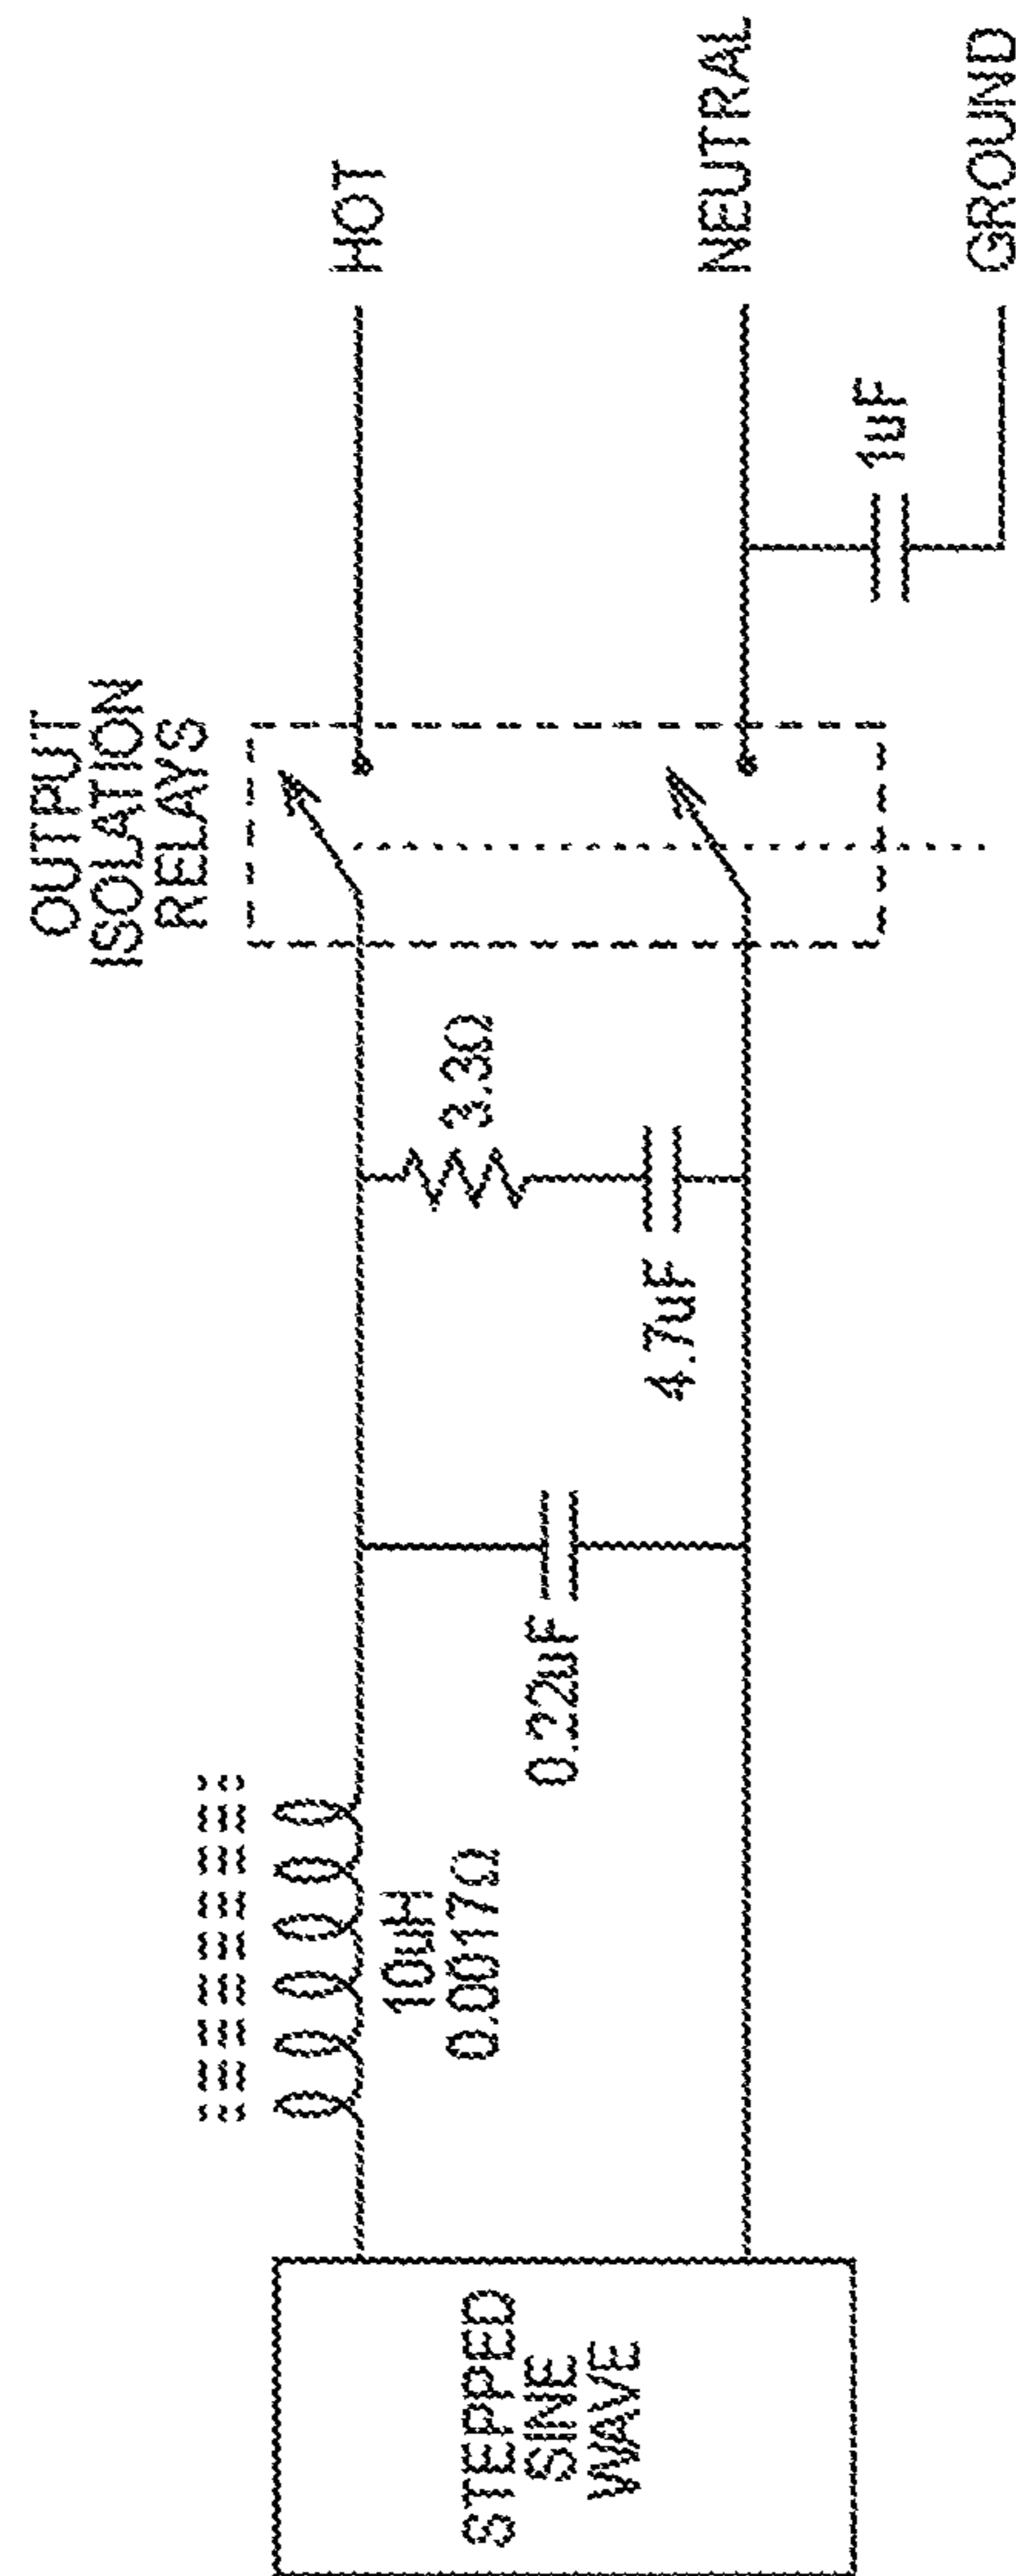 STEPPED
SINE
WAVE
10uH
0.0017Ω
0.22uF
4.7uF
3.3Ω
OUTPUT
ISOLATION
RELAYS
1uF
HOT
NEUTRAL
GROUND